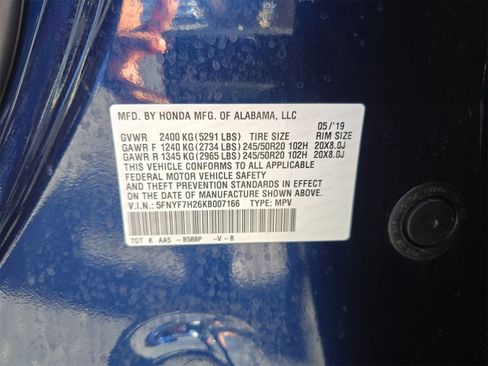 MFD. BY HONDA MFG. OF ALABAMA, LLC
05/'19
GVWR 2400 KG (5291 LBS) TIRE SIZE RIM SIZE
GAWR F 1240 KG (2734 LBS) 245/50R20 102H 20X8.0J
GAWR R 1345 KG (2965 LBS) 245/50R20 102H 20X8.0J
THIS VEHICLE CONFORMS TO ALL APPLICABLE
FEDERAL MOTOR VEHICLE SAFETY
AND THEFT PREVENTION STANDARDS IN EFFECT
ON THE DATE OF MANUFACTURE SHOWN ABOVE.
V.I.N.: 5FNYF7H26KB007166 TYPE: MPV
TGT K AA5 -B588P -V-B